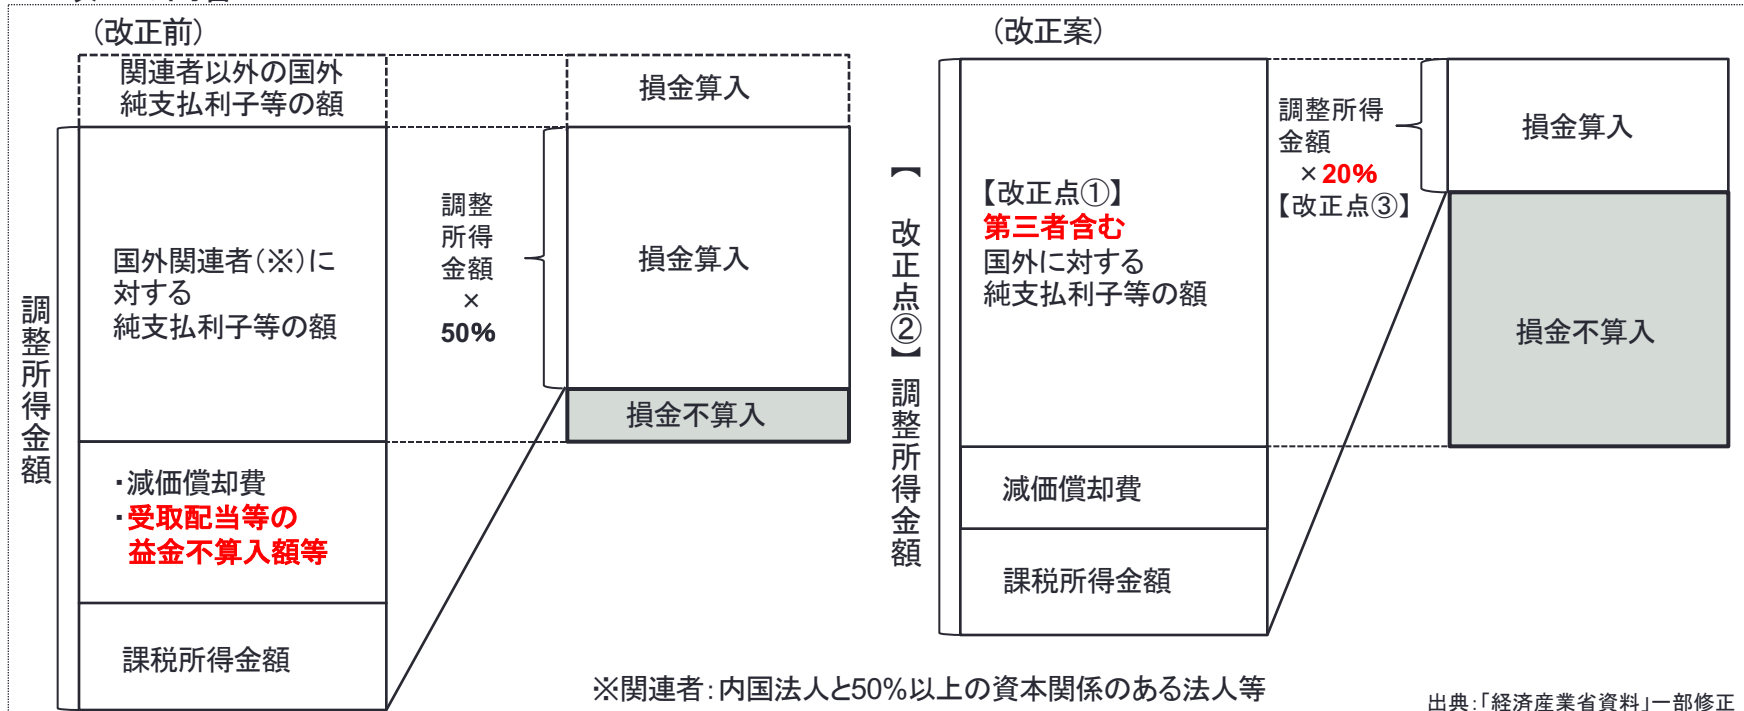 （改正前）
関連者以外の国外
純支払利子等の額
損金算入
調整所得金額
国外関連者（※）に
対する
純支払利子等の額
調整
所得
金額
×
50%
損金算入
損金不算入
・減価償却費
・受取配当等の
益金不算入額等
課税所得金額
（改正案）
【改正点②】調整所得金額
【改正点①】
第三者含む
国外に対する
純支払利子等の額
調整所得
金額
×20%
【改正点③】
損金算入
損金不算入
減価償却費
課税所得金額
※関連者：内国法人と50%以上の資本関係のある法人等
出典：「経済産業省資料」一部修正